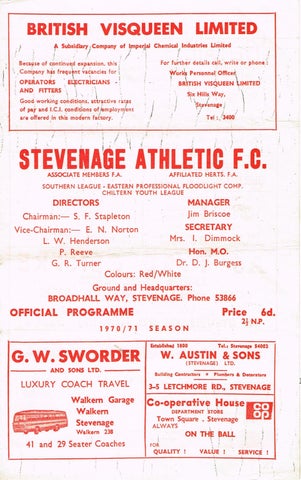 BRITISH VISQUEEN LIMITED
A Subsidiary Company of Imperial Chemical Industries Limited
Because of continued expansion, this
Company has frequent vacancies for
OPERATORS ELECTRICIANS
AND FITTERS
Good working conditions, attractive rates
of pay and I.C.I. conditions of employment
are offered in this modern factory.
For further details call, write or phone :
Works Personnel Officer
BRITISH VISQUEEN LIMITED
Six Hills Way,
Stevenage.
Tel: 3400
STEVENAGE ATHLETIC F.C.
ASSOCIATE MEMBERS F.A. AFFILIATED HERTS. F.A.
SOUTHERN LEAGUE - EASTERN PROFESSIONAL FLOODLIGHT COMP.
CHILTERN YOUTH LEAGUE
DIRECTORS
Chairman:— S. F. Stapleton
Vice-Chairman:— E. N. Norton
L. W. Henderson
P. Reeve
G. R. Turner
MANAGER
Jim Briscoe
SECRETARY
Mrs. I. Dimmock
Hon. M.O.
Dr. D. J. Burgess
Colours: Red/White
Ground and Headquarters:
BROADHALL WAY, STEVENAGE. Phone 53866
OFFICIAL PROGRAMME Price 6d.
1970/71 SEASON 2½ N.P.
G. W. SWORDER
AND SONS LTD.
LUXURY COACH TRAVEL
Walkern Garage
Walkern
Stevenage
Walkern 238
41 and 29 Seater Coaches
Established 1600 Tel.: Stevenage 54002
W. AUSTIN & SONS
(STEVENAGE) LTD.
Building Contractors • Plumbers & Decorators
3-5 LETCHMORE RD., STEVENAGE
Co-operative House
DEPARTMENT STORE
Town Square . Stevenage
ALWAYS
ON THE BALL
CO
OP
FOR QUALITY ! VALUE ! SERVICE !